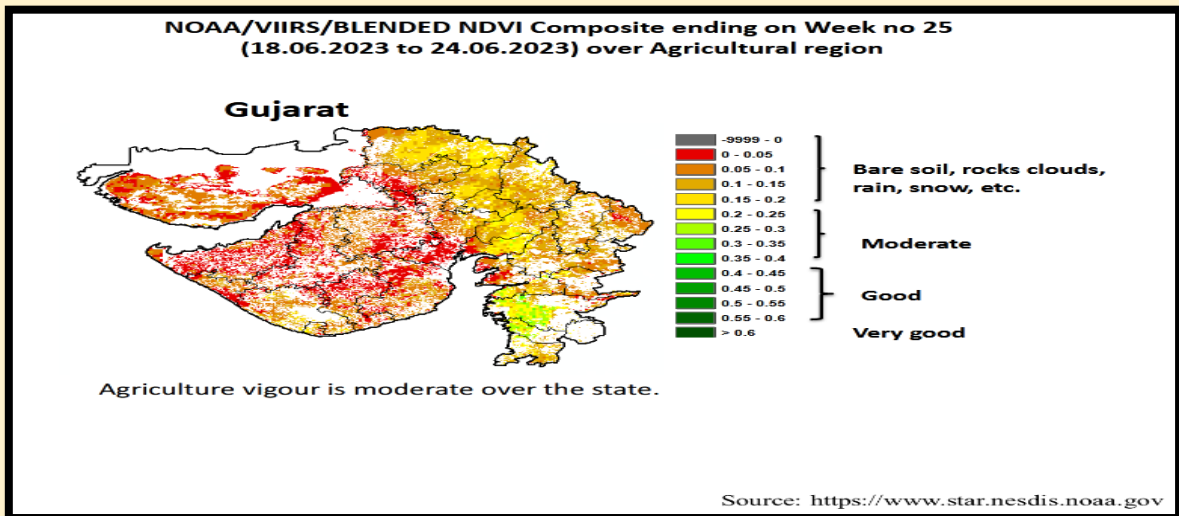 NOAA/VIIRS/BLENDED NDVI Composite ending on Week no 25
(18.06.2023 to 24.06.2023) over Agricultural region
Gujarat
-9999 - 0
0 - 0.05
0.05 - 0.1
0.1 - 0.15
0.15 - 0.2
0.2 - 0.25
0.25 - 0.3
0.3 - 0.35
0.35 - 0.4
0.4 - 0.45
0.45 - 0.5
0.5 - 0.55
0.55 - 0.6
> 0.6
Bare soil, rocks clouds,
rain, snow, etc.
Moderate
Good
Very good
Agriculture vigour is moderate over the state.
Source: https://www.star.nesdis.noaa.gov